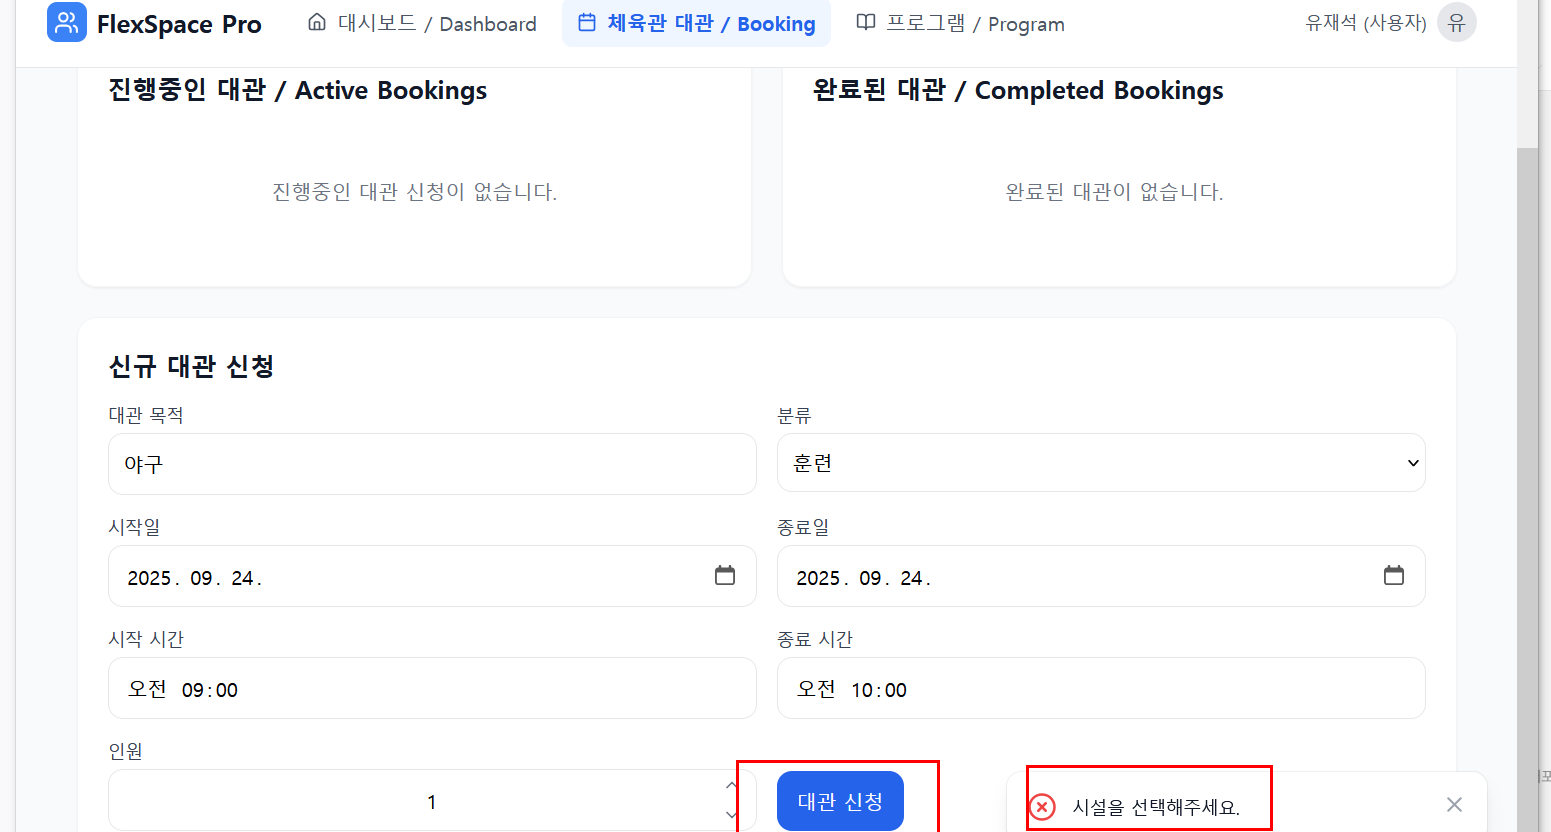 FlexSpace Pro
대시보드 / Dashboard
체육관 대관 / Booking
프로그램 / Program
유재석 (사용자)
유
진행중인 대관 / Active Bookings
완료된 대관 / Completed Bookings
진행중인 대관 신청이 없습니다.
완료된 대관이 없습니다.
신규 대관 신청
대관 목적
분류
야구
훈련
시작일
종료일
2025. 09. 24.
2025. 09. 24.
시작 시간
종료 시간
오전 09:00
오전 10:00
인원
1
대관 신청
시설을 선택해주세요.